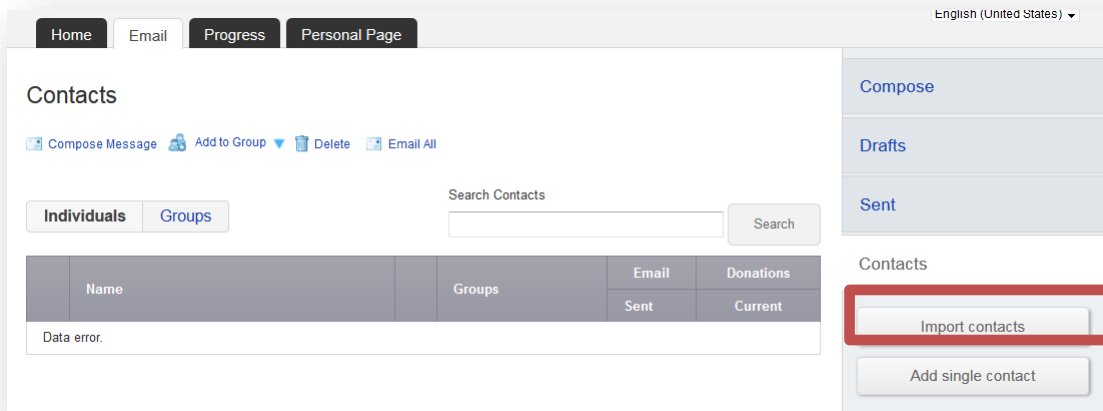 English (United States)
Home Email Progress Personal Page
Contacts
Compose Message Add to Group Delete Email All
Search Contacts
Individuals Groups
Search
Name Groups Email Donations
Sent Current
Data error.
Compose
Drafts
Sent
Contacts
Import contacts
Add single contact